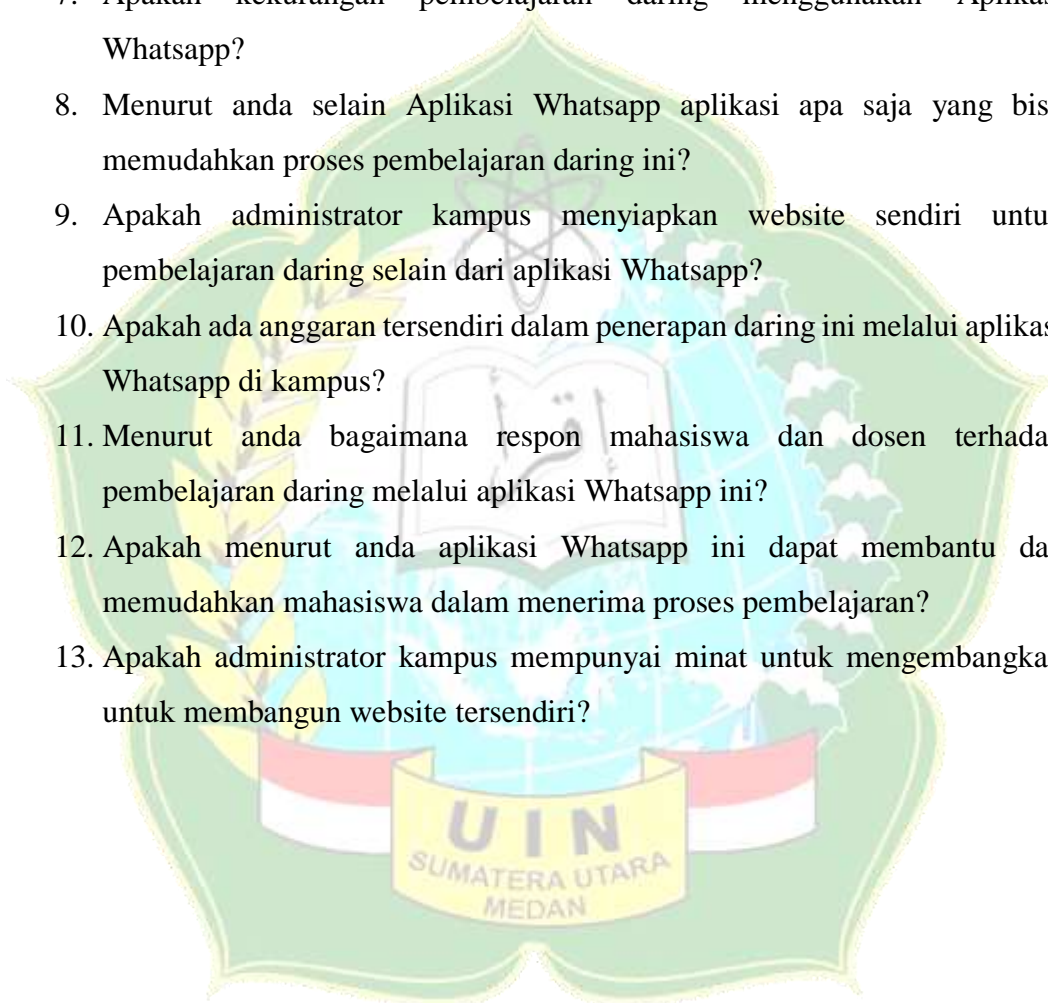 7. Apakah kekurangan pembelajaran daring menggunakan Aplikas
Whatsapp?
8. Menurut anda selain Aplikasi Whatsapp aplikasi apa saja yang bis
memudahkan proses pembelajaran daring ini?
9. Apakah administrator kampus menyiapkan website sendiri untu
pembelajaran daring selain dari aplikasi Whatsapp?
10. Apakah ada anggaran tersendiri dalam penerapan daring ini melalui aplikas
Whatsapp di kampus?
11. Menurut anda bagaimana respon mahasiswa dan dosen terhada
pembelajaran daring melalui aplikasi Whatsapp ini?
12. Apakah menurut anda aplikasi Whatsapp ini dapat membantu da
memudahkan mahasiswa dalam menerima proses pembelajaran?
13. Apakah administrator kampus mempunyai minat untuk mengembangka
untuk membangun website tersendiri?
اقرأ
UIN
SUMATERA UTARA
MEDAN